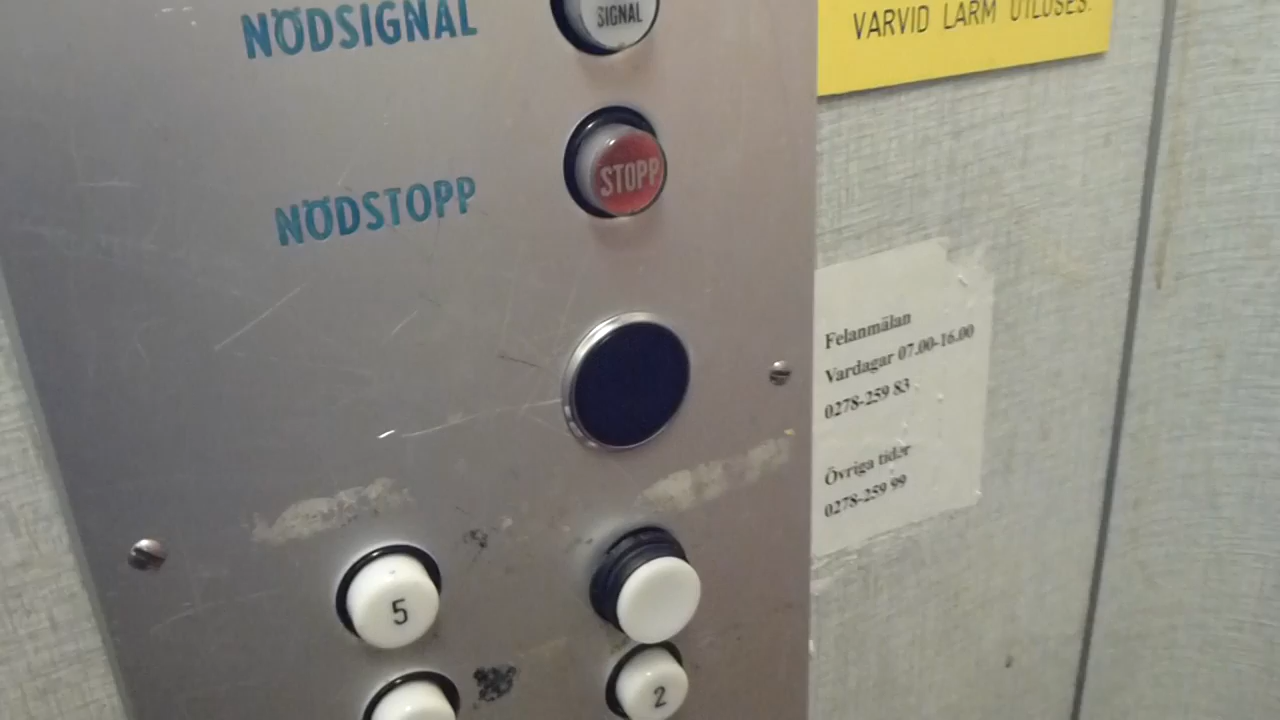 NÖDSIGNAL
SIGNAL
VARVID LARM UTLÖSES.
NÖDSTOPP
STOPP
Felanmälan
Vardagar 07.00-16.00
0278-259 83
Övriga tider
0278-259 99
5
2